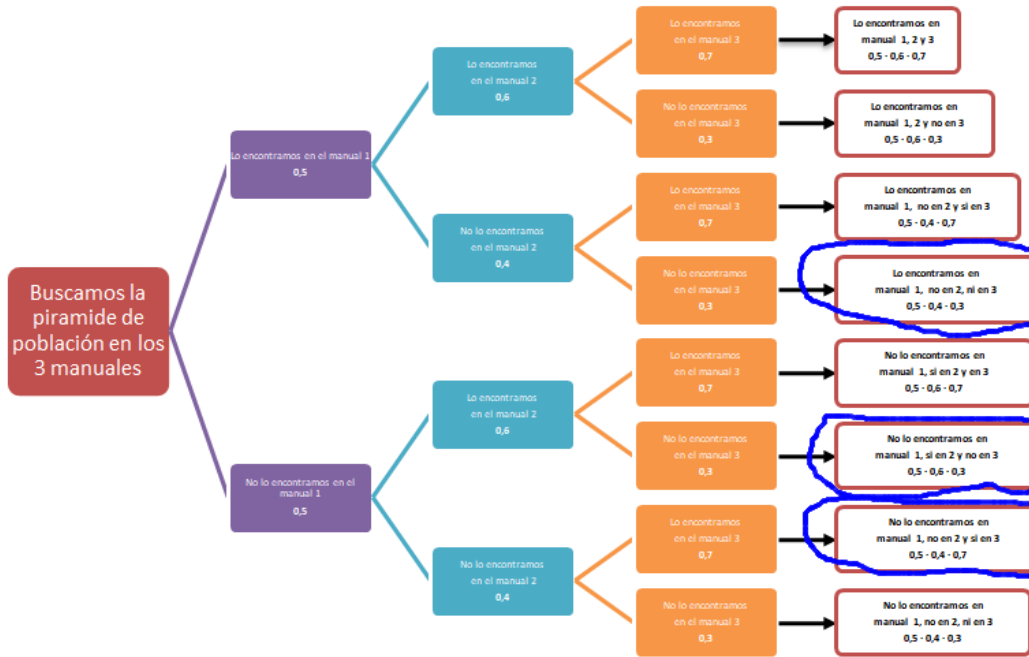 Buscamos la
piramide de
población en los
3 manuales
Lo encontramos en el manual 1
0,5
No lo encontramos en el
manual 1
0,5
Lo encontramos
en el manual 2
0,6
No lo encontramos
en el manual 2
0,4
Lo encontramos
en el manual 2
0,6
No lo encontramos
en el manual 2
0,4
Lo encontramos
en el manual 3
0,7
No lo encontramos
en el manual 3
0,3
Lo encontramos
en el manual 3
0,7
No lo encontramos
en el manual 3
0,3
Lo encontramos
en el manual 3
0,7
No lo encontramos
en el manual 3
0,3
Lo encontramos
en el manual 3
0,7
No lo encontramos
en el manual 3
0,3
Lo encontramos en
manual 1, 2 y 3
0,5 - 0,6 - 0,7
Lo encontramos en
manual 1, 2 y no en 3
0,5 - 0,6 - 0,3
Lo encontramos en
manual 1, no en 2 y si en 3
0,5 - 0,4 - 0,7
Lo encontramos en
manual 1, no en 2, ni en 3
0,5 - 0,4 - 0,3
No lo encontramos en
manual 1, si en 2 y en 3
0,5 - 0,6 - 0,7
No lo encontramos en
manual 1, si en 2 y no en 3
0,5 - 0,6 - 0,3
No lo encontramos en
manual 1, no en 2 y si en 3
0,5 - 0,4 - 0,7
No lo encontramos en
manual 1, no en 2, ni en 3
0,5 - 0,4 - 0,3